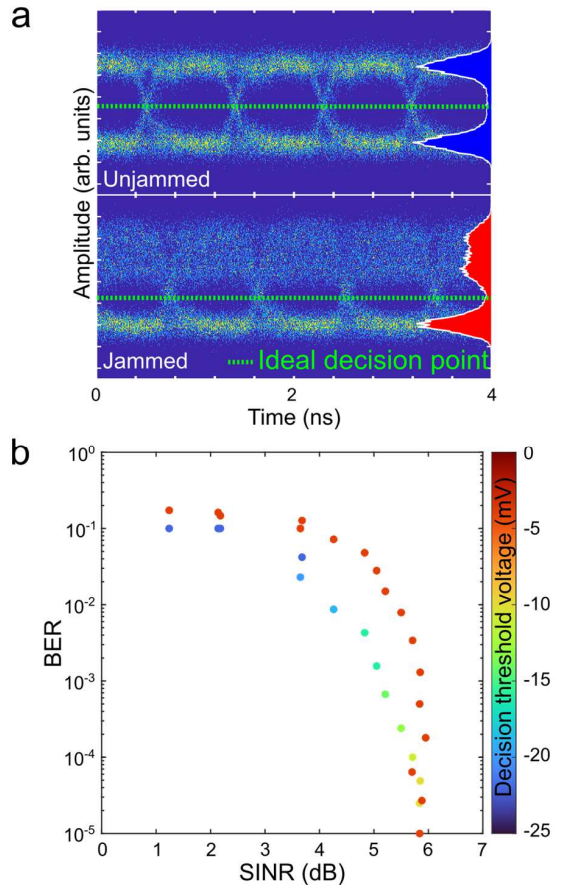 a
Amplitude (arb. units)
Unjammed
Jammed
Ideal decision point
0
2
4
Time (ns)
b
10^0
10^-1
10^-2
10^-3
10^-4
10^-5
BER
0
1
2
3
4
5
6
7
SINR (dB)
0
-5
-10
-15
-20
-25
Decision threshold voltage (mV)